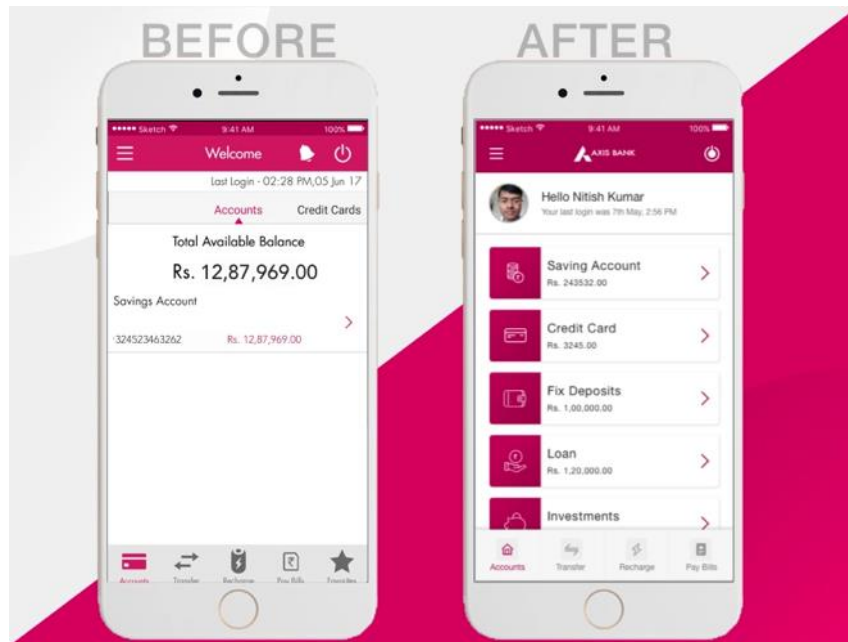 BEFORE
Sketch 9:41 AM 100%
Welcome
Last Login - 02:28 PM,05 Jun 17
Accounts Credit Cards
Total Available Balance
Rs. 12,87,969.00
Savings Account
324523463262 Rs. 12,87,969.00
Accounts Transfer Recharge Pay Bills Favorites
AFTER
Sketch 9:41 AM 100%
AXIS BANK
Hello Nitish Kumar
Your last login was 7th May, 2:56 PM
Saving Account
Rs. 243532.00
Credit Card
Rs. 3245.00
Fix Deposits
Rs. 1,00,000.00
Loan
Rs. 1,20,000.00
Investments
Accounts Transfer Recharge Pay Bills